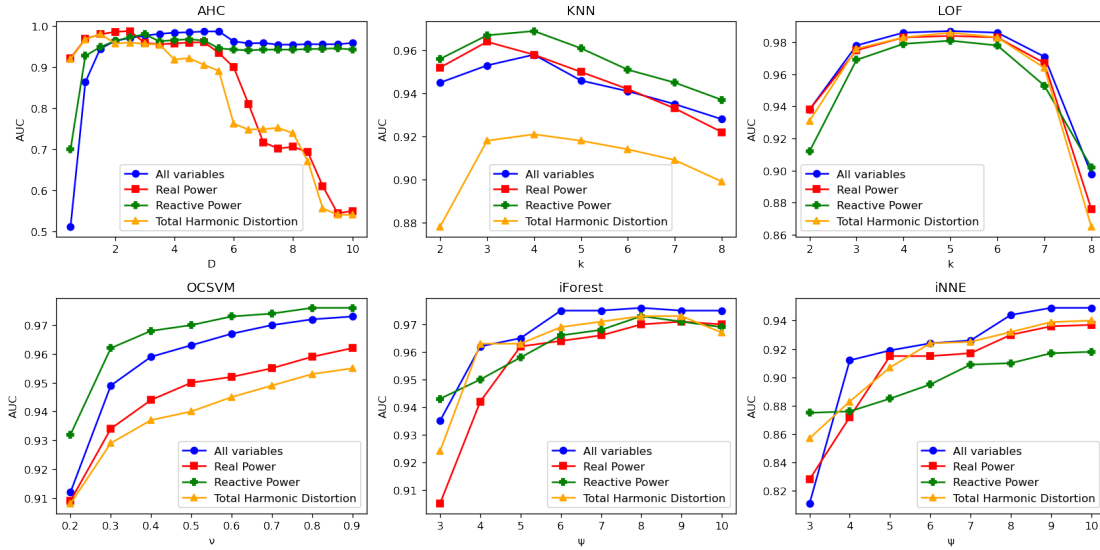 AHC
1.0
0.9
0.8
0.7
0.6
0.5
AUC
All variables
Real Power
Reactive Power
Total Harmonic Distortion
2 4 6 8 10
D
KNN
0.96
0.94
0.92
0.90
0.88
AUC
All variables
Real Power
Reactive Power
Total Harmonic Distortion
2 3 4 5 6 7 8
k
LOF
0.98
0.96
0.94
0.92
0.90
0.88
0.86
AUC
All variables
Real Power
Reactive Power
Total Harmonic Distortion
2 3 4 5 6 7 8
k
OCSVM
0.97
0.96
0.95
0.94
0.93
0.92
0.91
AUC
All variables
Real Power
Reactive Power
Total Harmonic Distortion
0.2 0.3 0.4 0.5 0.6 0.7 0.8 0.9
ν
iForest
0.97
0.96
0.95
0.94
0.93
0.92
0.91
AUC
All variables
Real Power
Reactive Power
Total Harmonic Distortion
3 4 5 6 7 8 9 10
ψ
iNNE
0.94
0.92
0.90
0.88
0.86
0.84
0.82
AUC
All variables
Real Power
Reactive Power
Total Harmonic Distortion
3 4 5 6 7 8 9 10
ψ